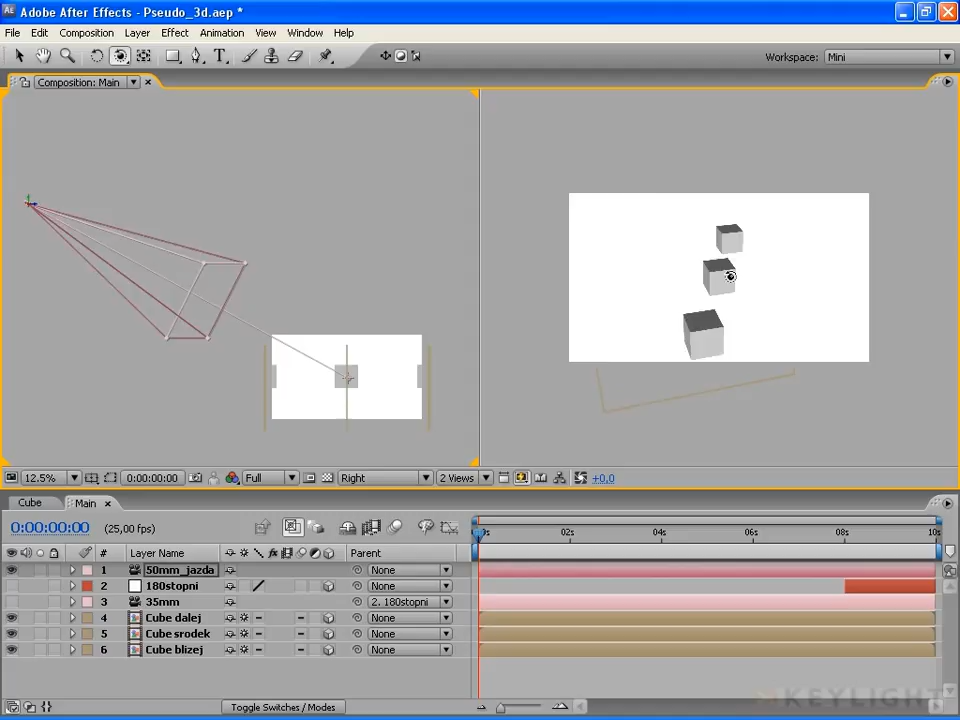 Adobe After Effects - Pseudo_3d.aep *
File Edit Composition Layer Effect Animation View Window Help
Workspace: Mini
Composition: Main
12.5% 0:00:00:00 Full Right 2 Views +0,0
Cube Main
0:00:00:00 (25,00 fps)
02s 04s 06s 08s 10s
# Layer Name Parent
1 50mm_jazda None
2 180stopni None
3 35mm 2. 180stopni
4 Cube dalej None
5 Cube srodek None
6 Cube blizej None
Toggle Switches / Modes
KEYLIGHT